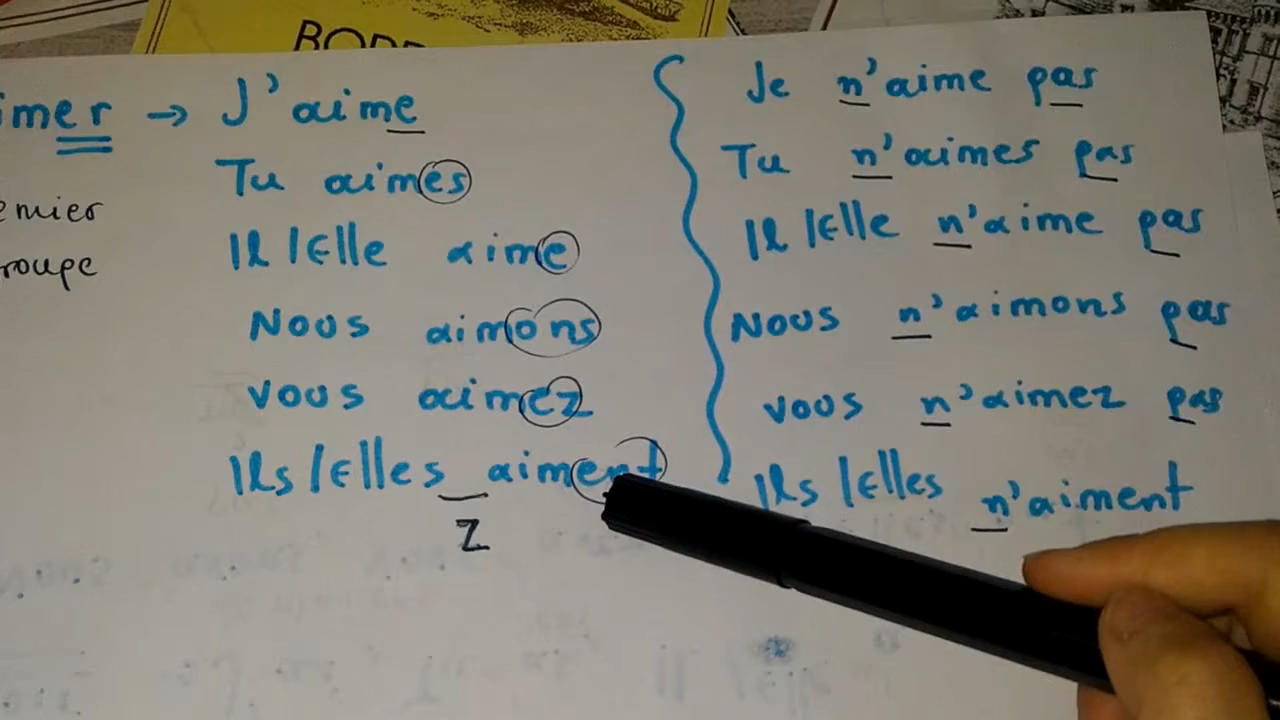 BORD
imer → J'aime
Tu aimes
Il/Elle aime
Nous aimons
vous aimez
Ils/Elles aiment
z
emier
roupe
Je n'aime pas
Tu n'aimes pas
Il/Elle n'aime pas
Nous n'aimons pas
vous n'aimez pas
Ils/Elles n'aiment